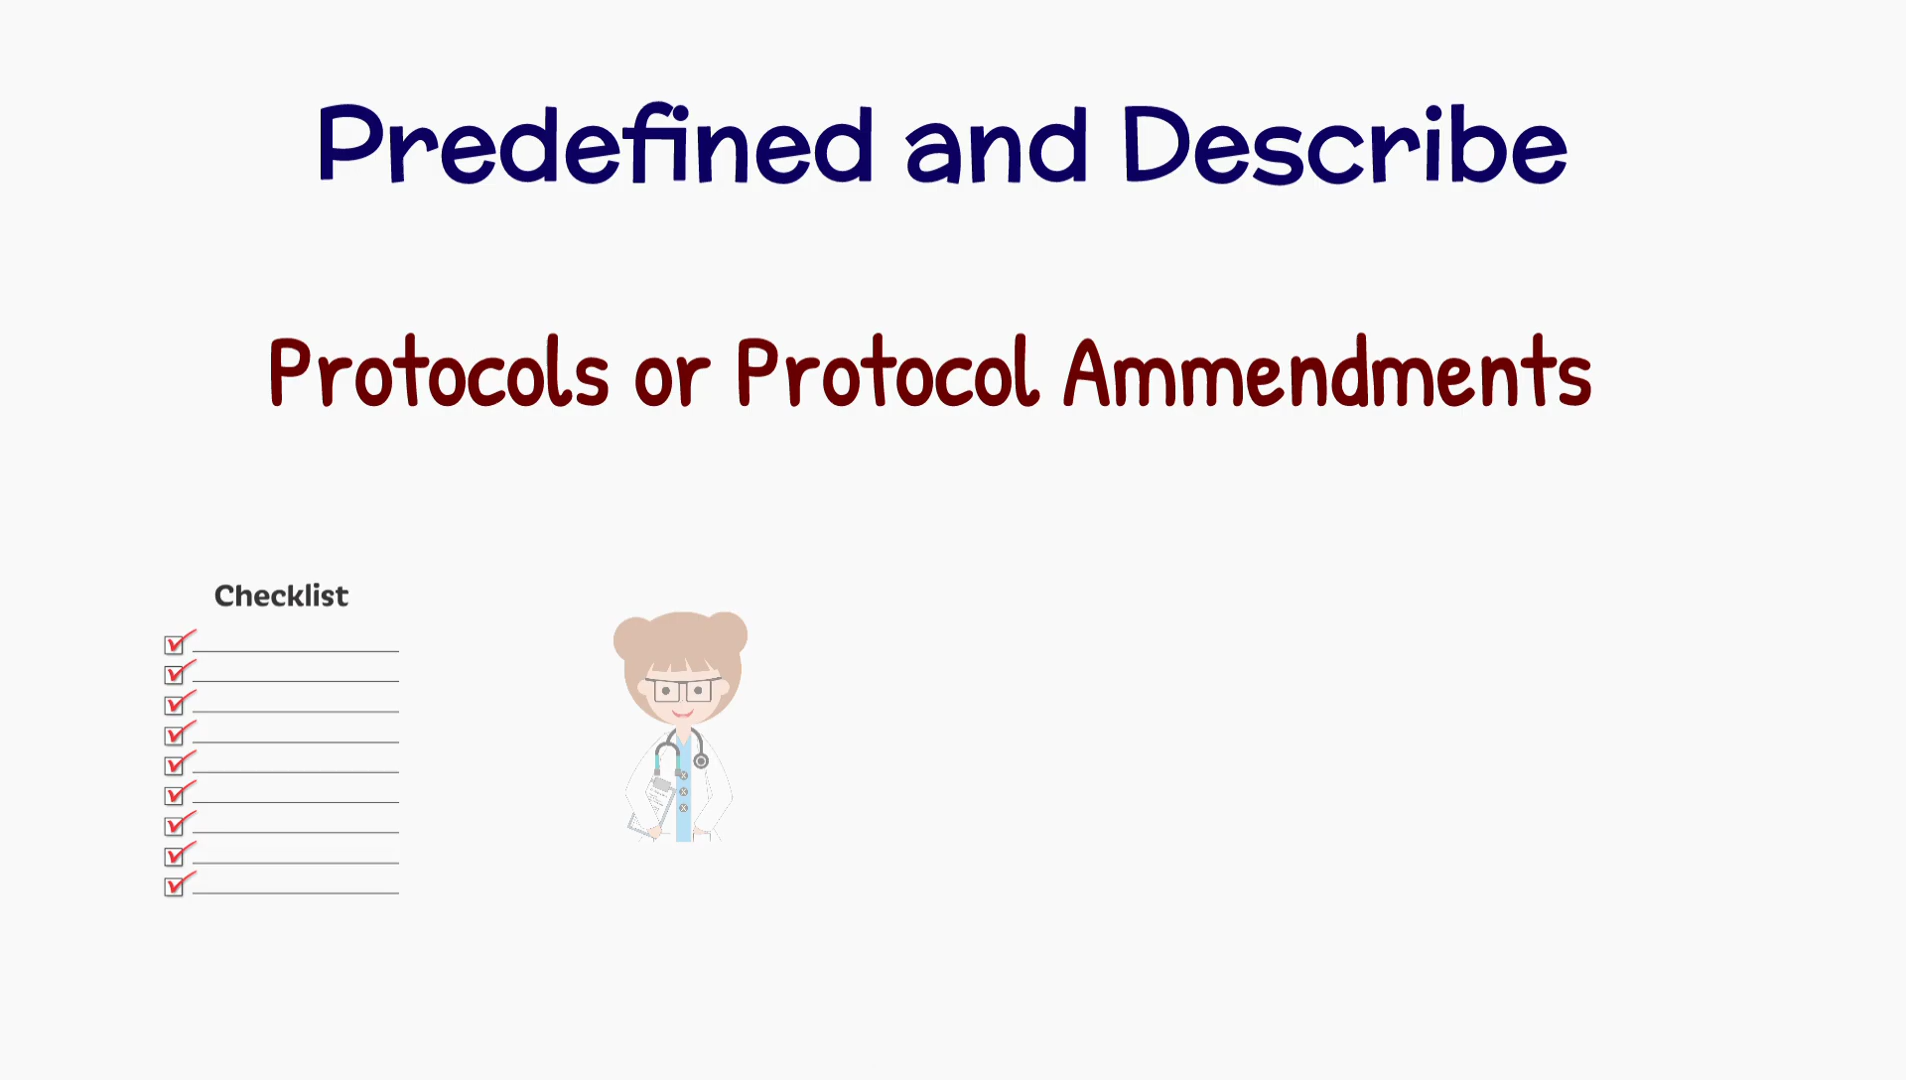 Predefined and Describe
Protocols or Protocol Ammendments
Checklist